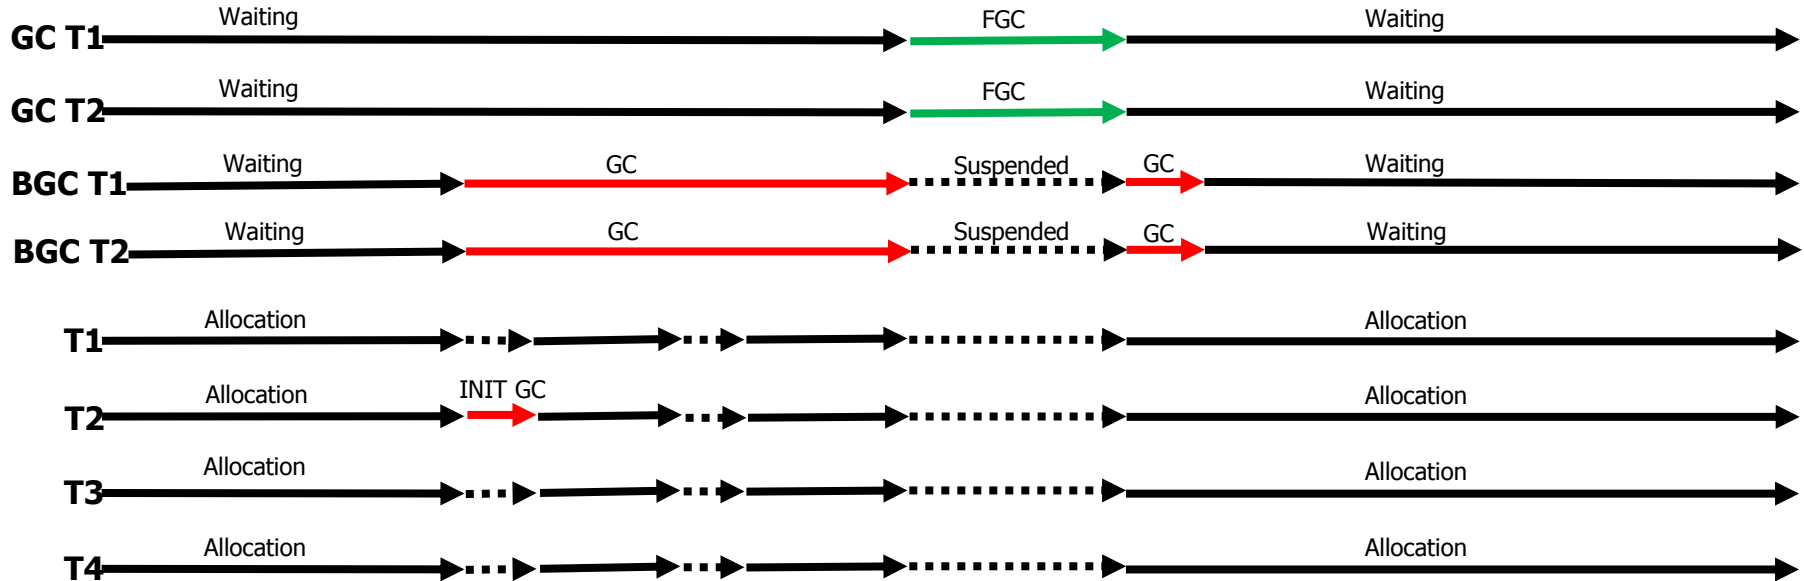 GC T1 Waiting FGC Waiting
GC T2 Waiting FGC Waiting
BGC T1 Waiting GC Suspended GC Waiting
BGC T2 Waiting GC Suspended GC Waiting
T1 Allocation Allocation
T2 Allocation INIT GC Allocation
T3 Allocation Allocation
T4 Allocation Allocation